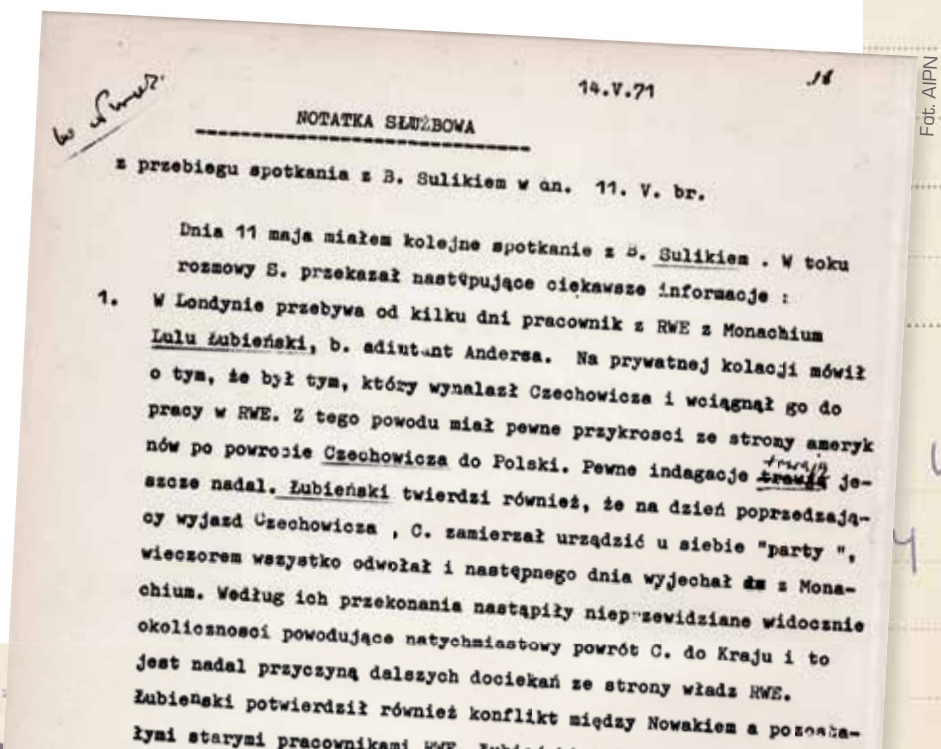 14.V.71
NOTATKA SŁUŻBOWA
z przebiegu spotkania z B. Sulikiem w dn. 11. V. br.
Dnia 11 maja miałem kolejne spotkanie z B. Sulikiem . W toku
rozmowy S. przekazał następujące ciekawsze informacje :
1. W Londynie przebywa od kilku dni pracownik z RWE z Monachium
Lulu Łubieński, b. adiutant Andersa. Na prywatnej kolacji mówił
o tym, że był tym, który wynalazł Czechowicza i wciągnął go do
pracy w RWE. Z tego powodu miał pewne przykrosci ze strony ameryk
nów po powrocie Czechowicza do Polski. Pewne indagacje trwają je-
szcze nadal. Łubieński twierdzi również, że na dzień poprzedzają-
cy wyjazd Czechowicza , C. zamierzał urządzić u siebie "party ",
wieczorem wszystko odwołał i następnego dnia wyjechał z Mona-
chium. Według ich przekonania nastąpiły nieprzewidziane widocznie
okolicznosci powodujące natychmiastowy powrót C. do Kraju i to
jest nadal przyczyną dalszych dociekań ze strony władz RWE.
Łubieński potwierdził również konflikt między Nowakiem a pozosta-
łymi starymi pracownikami RWE.
Fot. AIPN